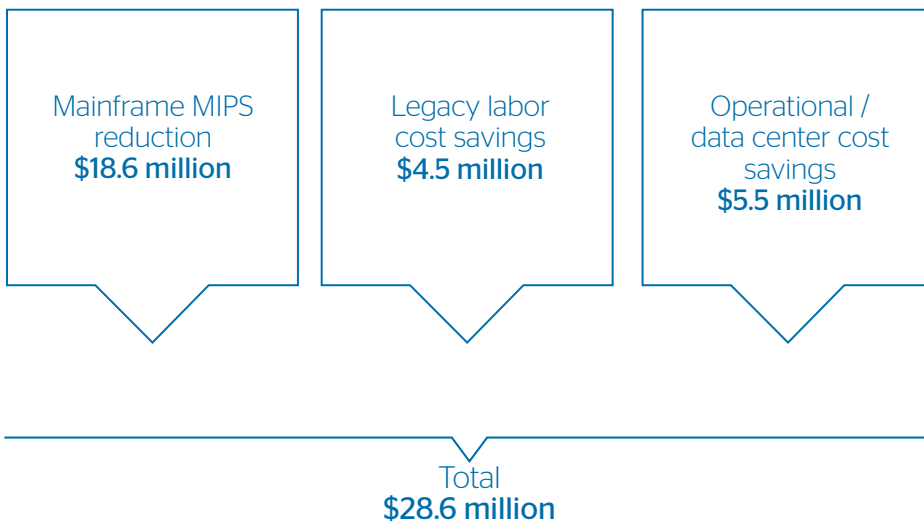 Mainframe MIPS
reduction
$18.6 million
Legacy labor
cost savings
$4.5 million
Operational /
data center cost
savings
$5.5 million
Total
$28.6 million